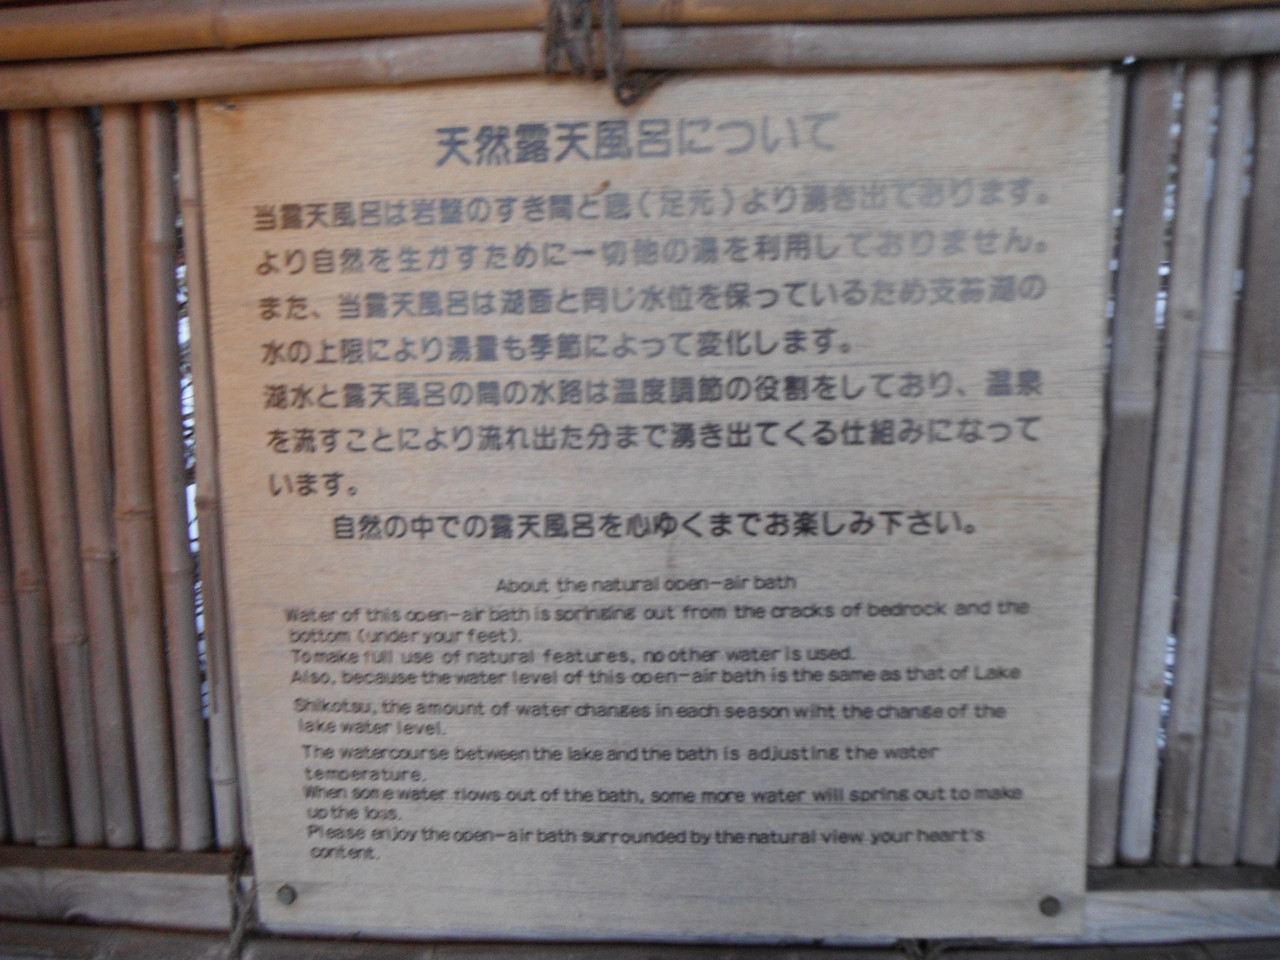 天然露天風呂について
当露天風呂は岩盤のすき間と底(足元)より湧き出ております。
より自然を生かすために一切他の湯を利用しておりません。
また、当露天風呂は湖面と同じ水位を保っているため支笏湖の
水の上限により湯量も季節によって変化します。
湖水と露天風呂の間の水路は温度調節の役割をしており、温泉
を流すことにより流れ出た分まで湧き出てくる仕組みになって
います。
自然の中での露天風呂を心ゆくまでお楽しみ下さい。
About the natural open-air bath
Water of this open-air bath is springing out from the cracks of bedrock and the
bottom (under your feet).
To make full use of natural features, no other water is used.
Also, because the water level of this open-air bath is the same as that of Lake
Shikotsu, the amount of water changes in each season wiht the change of the
lake water level.
The watercourse between the lake and the bath is adjusting the water
temperature.
When some water flows out of the bath, some more water will spring out to make
up the loss.
Please enjoy the open-air bath surrounded by the natural view your heart's
content.